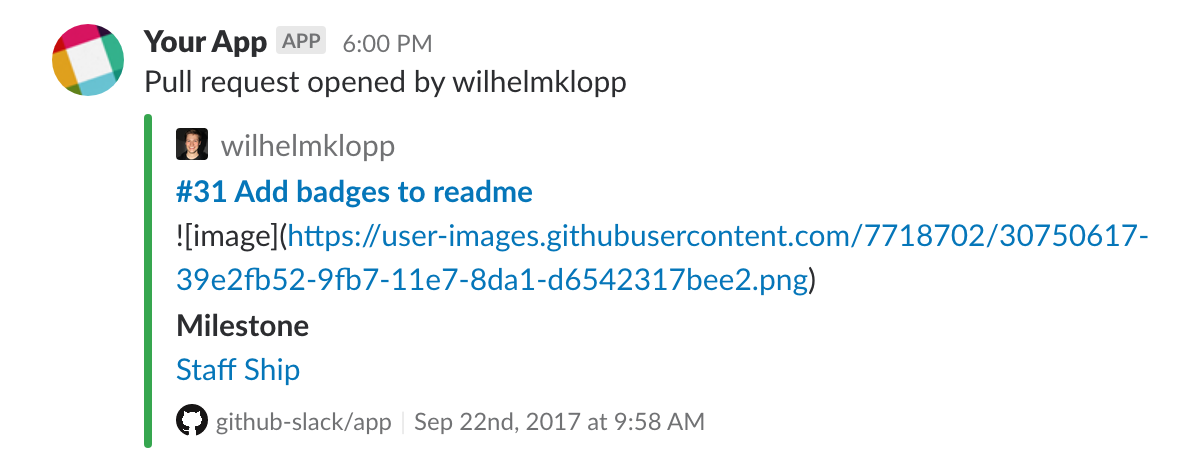 Your App APP 6:00 PM
Pull request opened by wilhelmklopp
wilhelmklopp
#31 Add badges to readme
![image](https://user-images.githubusercontent.com/7718702/30750617-
39e2fb52-9fb7-11e7-8da1-d6542317bee2.png)
Milestone
Staff Ship
github-slack/app | Sep 22nd, 2017 at 9:58 AM